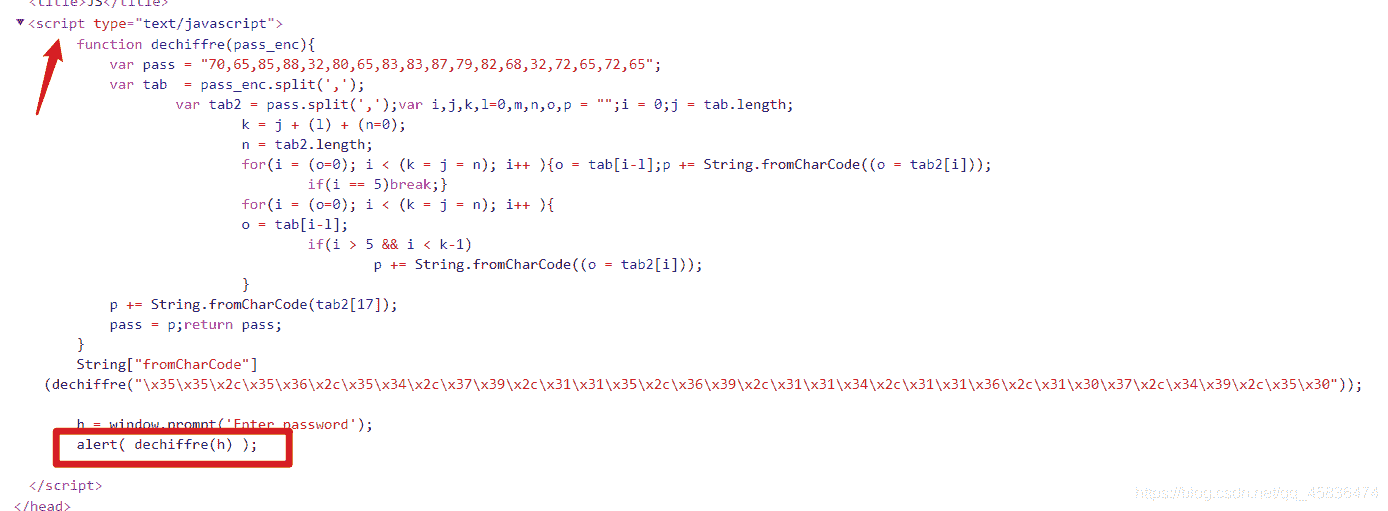 <title>JS</title>
▼<script type="text/javascript">
function dechiffre(pass_enc){
var pass = "70,65,85,88,32,80,65,83,83,87,79,82,68,32,72,65,72,65";
var tab  = pass_enc.split(',');
var tab2 = pass.split(',');var i,j,k,l=0,m,n,o,p = "";i = 0;j = tab.length;
k = j + (l) + (n=0);
n = tab2.length;
for(i = (o=0); i < (k = j = n); i++ ){o = tab[i-l];p += String.fromCharCode((o = tab2[i]));
if(i == 5)break;}
for(i = (o=0); i < (k = j = n); i++ ){
o = tab[i-l];
if(i > 5 && i < k-1)
p += String.fromCharCode((o = tab2[i]));
}
p += String.fromCharCode(tab2[17]);
pass = p;return pass;
}
String["fromCharCode"]
(dechiffre("\x35\x35\x2c\x35\x36\x2c\x35\x34\x2c\x37\x39\x2c\x31\x31\x35\x2c\x36\x39\x2c\x31\x31\x34\x2c\x31\x31\x36\x2c\x31\x30\x37\x2c\x34\x39\x2c\x35\x30"));
h = window.prompt('Enter password');
alert( dechiffre(h) );
</script>
</head>
https://blog.csdn.net/qq_45836474